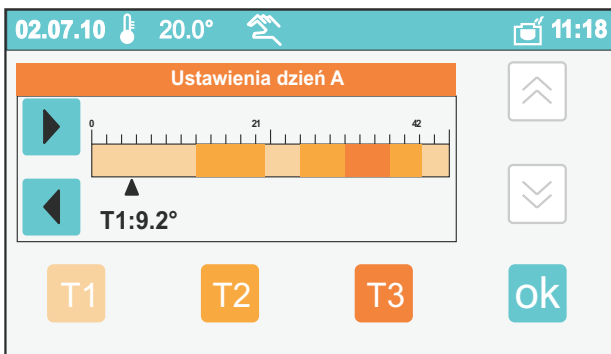 02.07.10 20.0° 11:18
Ustawienia dzień A
0 21 42
T1:9.2°
T1 T2 T3 ok